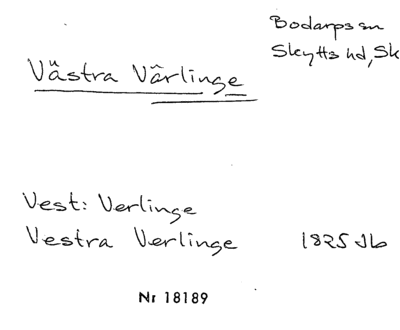 Bodarps sn
Skytts hd, Sk
Västra Värlinge
Vest: Verlinge
Vestra Verlinge 1825 Jb
Nr 18189